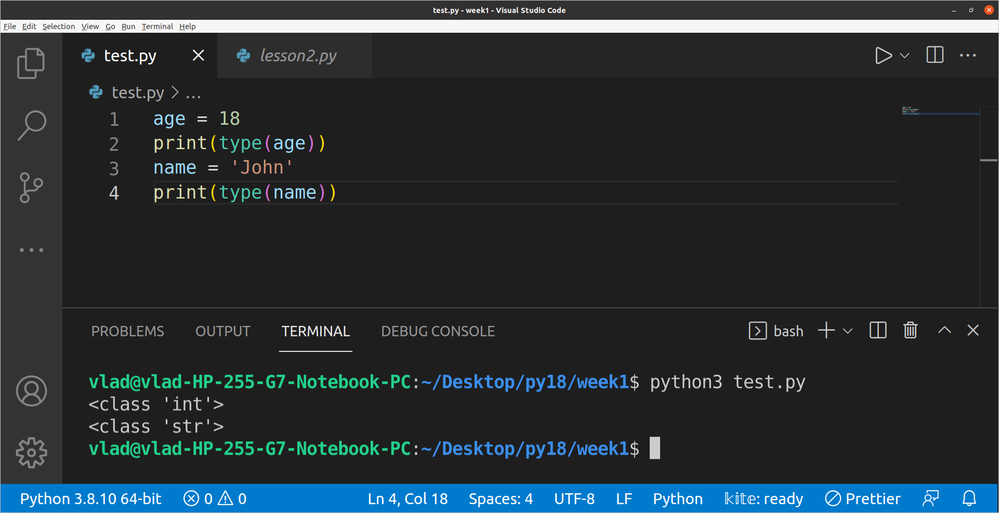 test.py - week1 - Visual Studio Code
File Edit Selection View Go Run Terminal Help
test.py lesson2.py
test.py > ...
1 age = 18
2 print(type(age))
3 name = 'John'
4 print(type(name))
PROBLEMS OUTPUT TERMINAL DEBUG CONSOLE bash
vlad@vlad-HP-255-G7-Notebook-PC:~/Desktop/py18/week1$ python3 test.py
<class 'int'>
<class 'str'>
vlad@vlad-HP-255-G7-Notebook-PC:~/Desktop/py18/week1$
Python 3.8.10 64-bit 0 0 Ln 4, Col 18 Spaces: 4 UTF-8 LF Python kite: ready Prettier